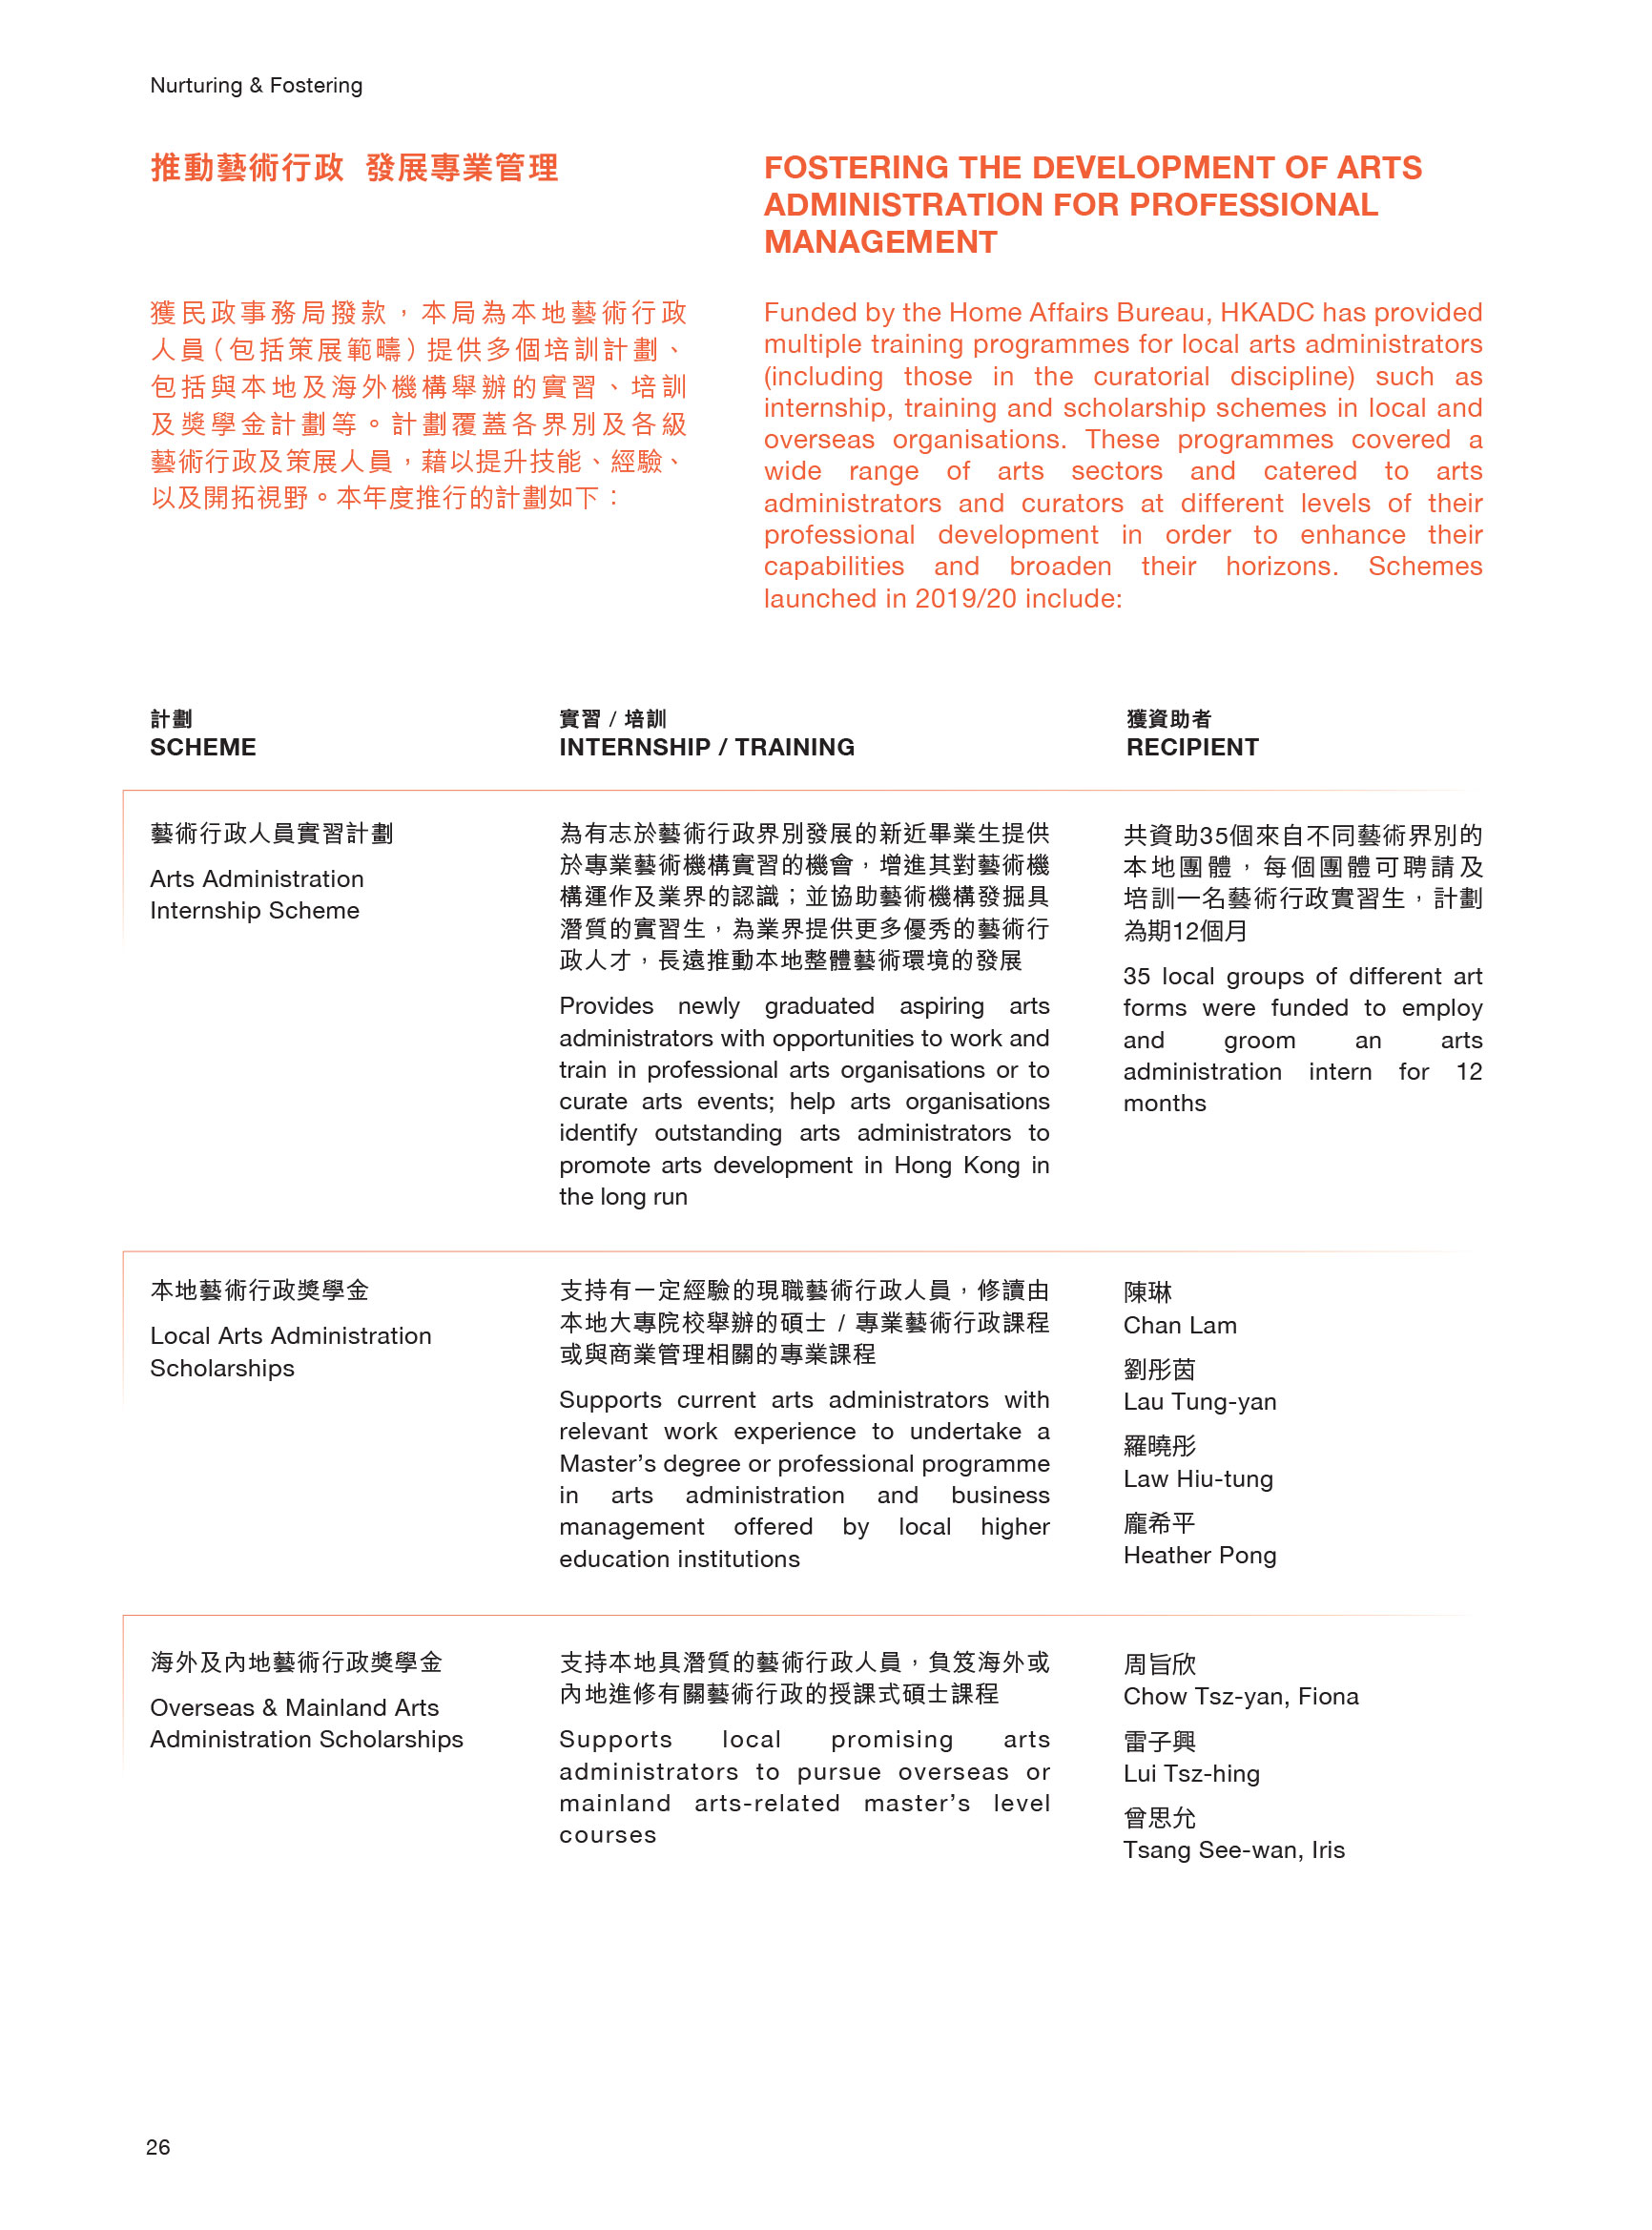 Nurturing & Fostering
推動藝術行政 發展專業管理
獲民政事務局撥款，本局為本地藝術行政
人員（包括策展範疇）提供多個培訓計劃、
包括與本地及海外機構舉辦的實習、培訓
及獎學金計劃等。計劃覆蓋各界別及各級
藝術行政及策展人員，藉以提升技能、經驗、
以及開拓視野。本年度推行的計劃如下：
FOSTERING THE DEVELOPMENT OF ARTS
ADMINISTRATION FOR PROFESSIONAL
MANAGEMENT
Funded by the Home Affairs Bureau, HKADC has provided
multiple training programmes for local arts administrators
(including those in the curatorial discipline) such as
internship, training and scholarship schemes in local and
overseas organisations. These programmes covered a
wide range of arts sectors and catered to arts
administrators and curators at different levels of their
professional development in order to enhance their
capabilities and broaden their horizons. Schemes
launched in 2019/20 include:
計劃
SCHEME
實習 / 培訓
INTERNSHIP / TRAINING
獲資助者
RECIPIENT
藝術行政人員實習計劃
Arts Administration
Internship Scheme
為有志於藝術行政界別發展的新近畢業生提供
於專業藝術機構實習的機會，增進其對藝術機
構運作及業界的認識；並協助藝術機構發掘具
潛質的實習生，為業界提供更多優秀的藝術行
政人才，長遠推動本地整體藝術環境的發展
Provides newly graduated aspiring arts
administrators with opportunities to work and
train in professional arts organisations or to
curate arts events; help arts organisations
identify outstanding arts administrators to
promote arts development in Hong Kong in
the long run
共資助35個來自不同藝術界別的
本地團體，每個團體可聘請及
培訓一名藝術行政實習生，計劃
為期12個月
35 local groups of different art
forms were funded to employ
and groom an arts
administration intern for 12
months
本地藝術行政獎學金
Local Arts Administration
Scholarships
支持有一定經驗的現職藝術行政人員，修讀由
本地大專院校舉辦的碩士 / 專業藝術行政課程
或與商業管理相關的專業課程
Supports current arts administrators with
relevant work experience to undertake a
Master’s degree or professional programme
in arts administration and business
management offered by local higher
education institutions
陳琳
Chan Lam
劉彤茵
Lau Tung-yan
羅曉彤
Law Hiu-tung
龐希平
Heather Pong
海外及內地藝術行政獎學金
Overseas & Mainland Arts
Administration Scholarships
支持本地具潛質的藝術行政人員，負笈海外或
內地進修有關藝術行政的授課式碩士課程
Supports local promising arts
administrators to pursue overseas or
mainland arts-related master’s level
courses
周旨欣
Chow Tsz-yan, Fiona
雷子興
Lui Tsz-hing
曾思允
Tsang See-wan, Iris
26